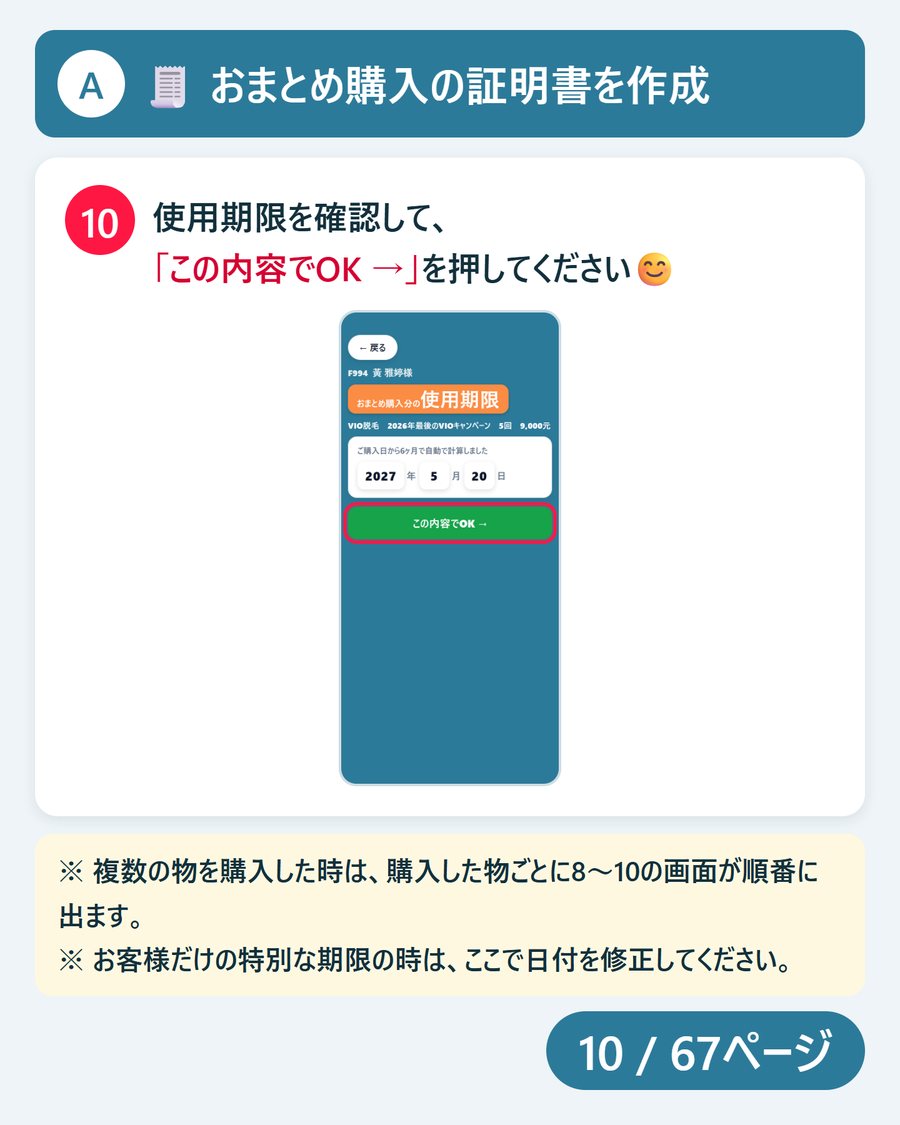 A 🧾 おまとめ購入の証明書を作成
10 使用期限を確認して、
「この内容でOK →」を押してください😊
← 戻る
F994 黃 雅婷様
おまとめ購入分の使用期限
VIO脱毛 2026年最後のVIOキャンペーン 5回 9,000元
ご購入日から6ヶ月で自動で計算しました
2027 年 5 月 20 日
この内容でOK →
※ 複数の物を購入した時は、購入した物ごとに8〜10の画面が順番に
出ます。
※ お客様だけの特別な期限の時は、ここで日付を修正してください。
10 / 67ページ